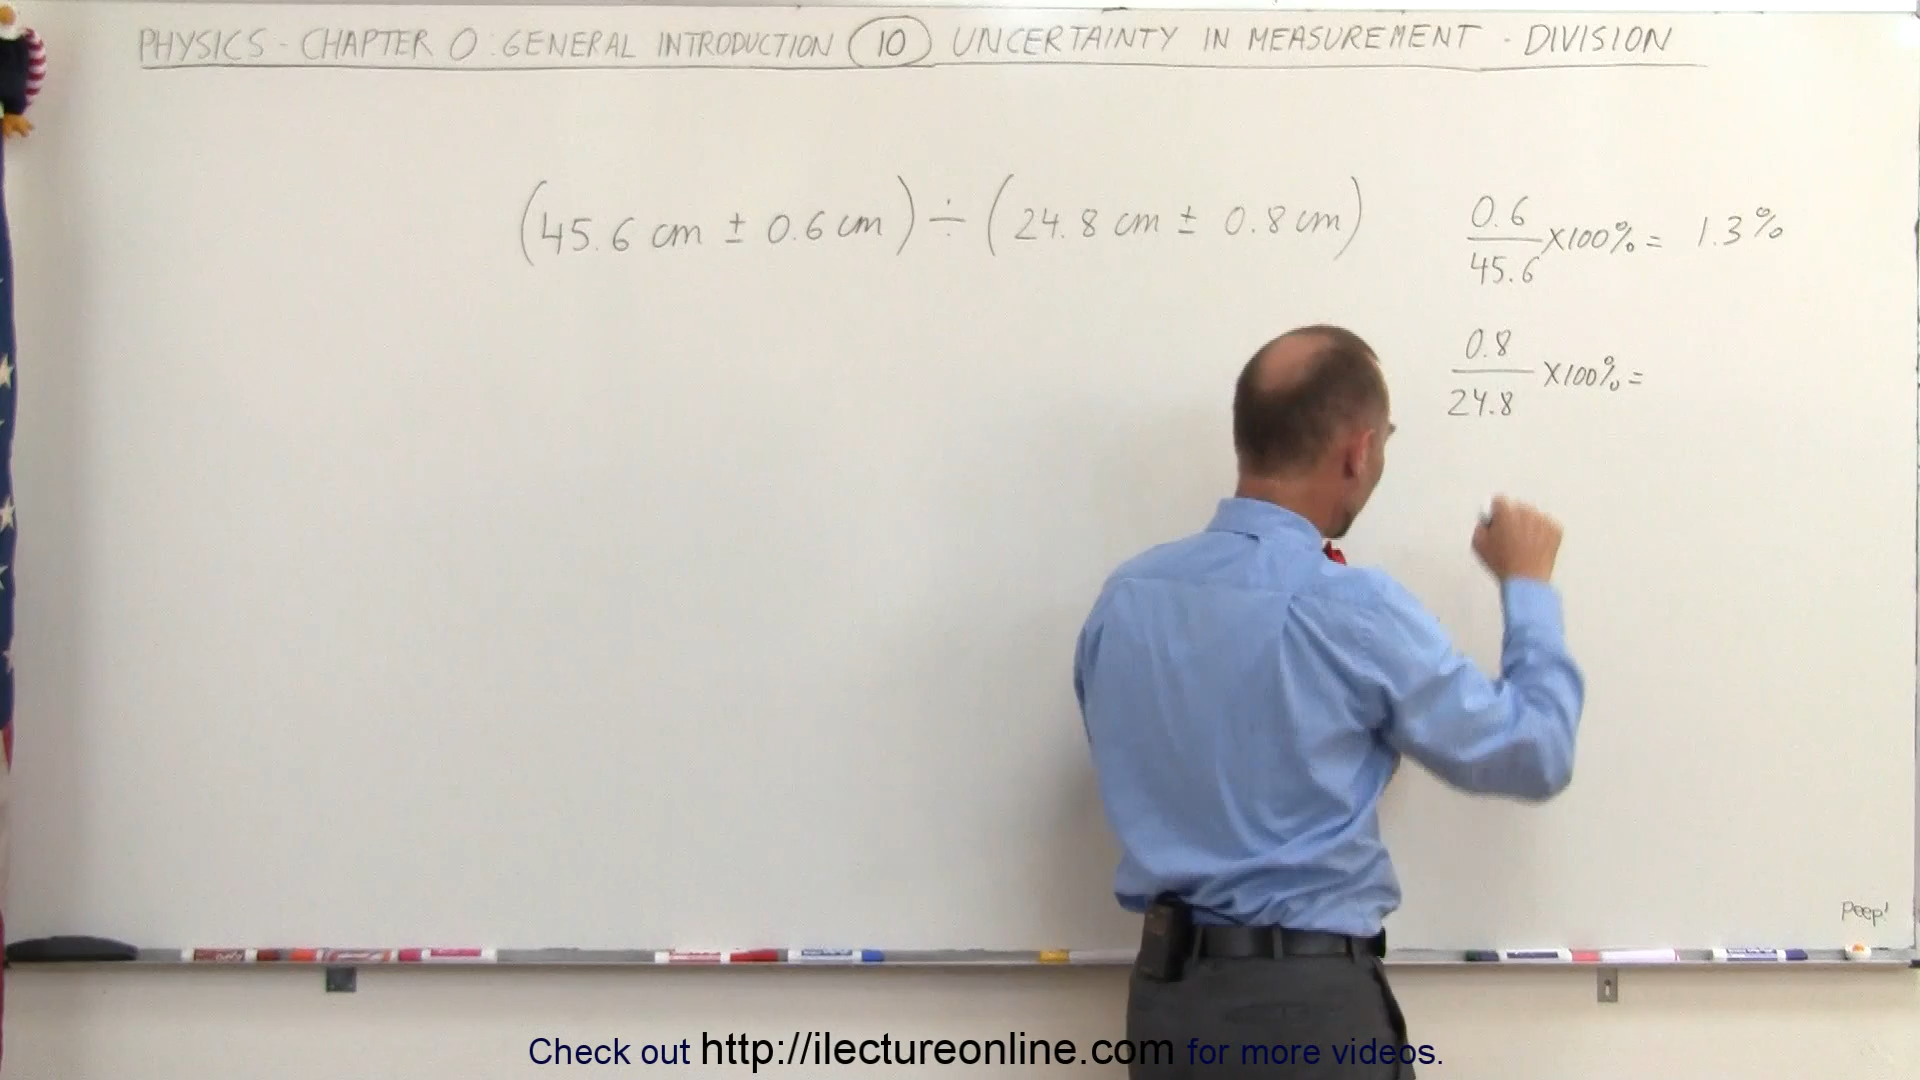 PHYSICS - CHAPTER 0: GENERAL INTRODUCTION 10 UNCERTAINTY IN MEASUREMENT - DIVISION
(45.6 cm ± 0.6 cm) ÷ (24.8 cm ± 0.8 cm)
0.6
45.6
X100% = 1.3%
0.8
24.8
X100% =
Peep!
Check out http://ilectureonline.com for more videos.